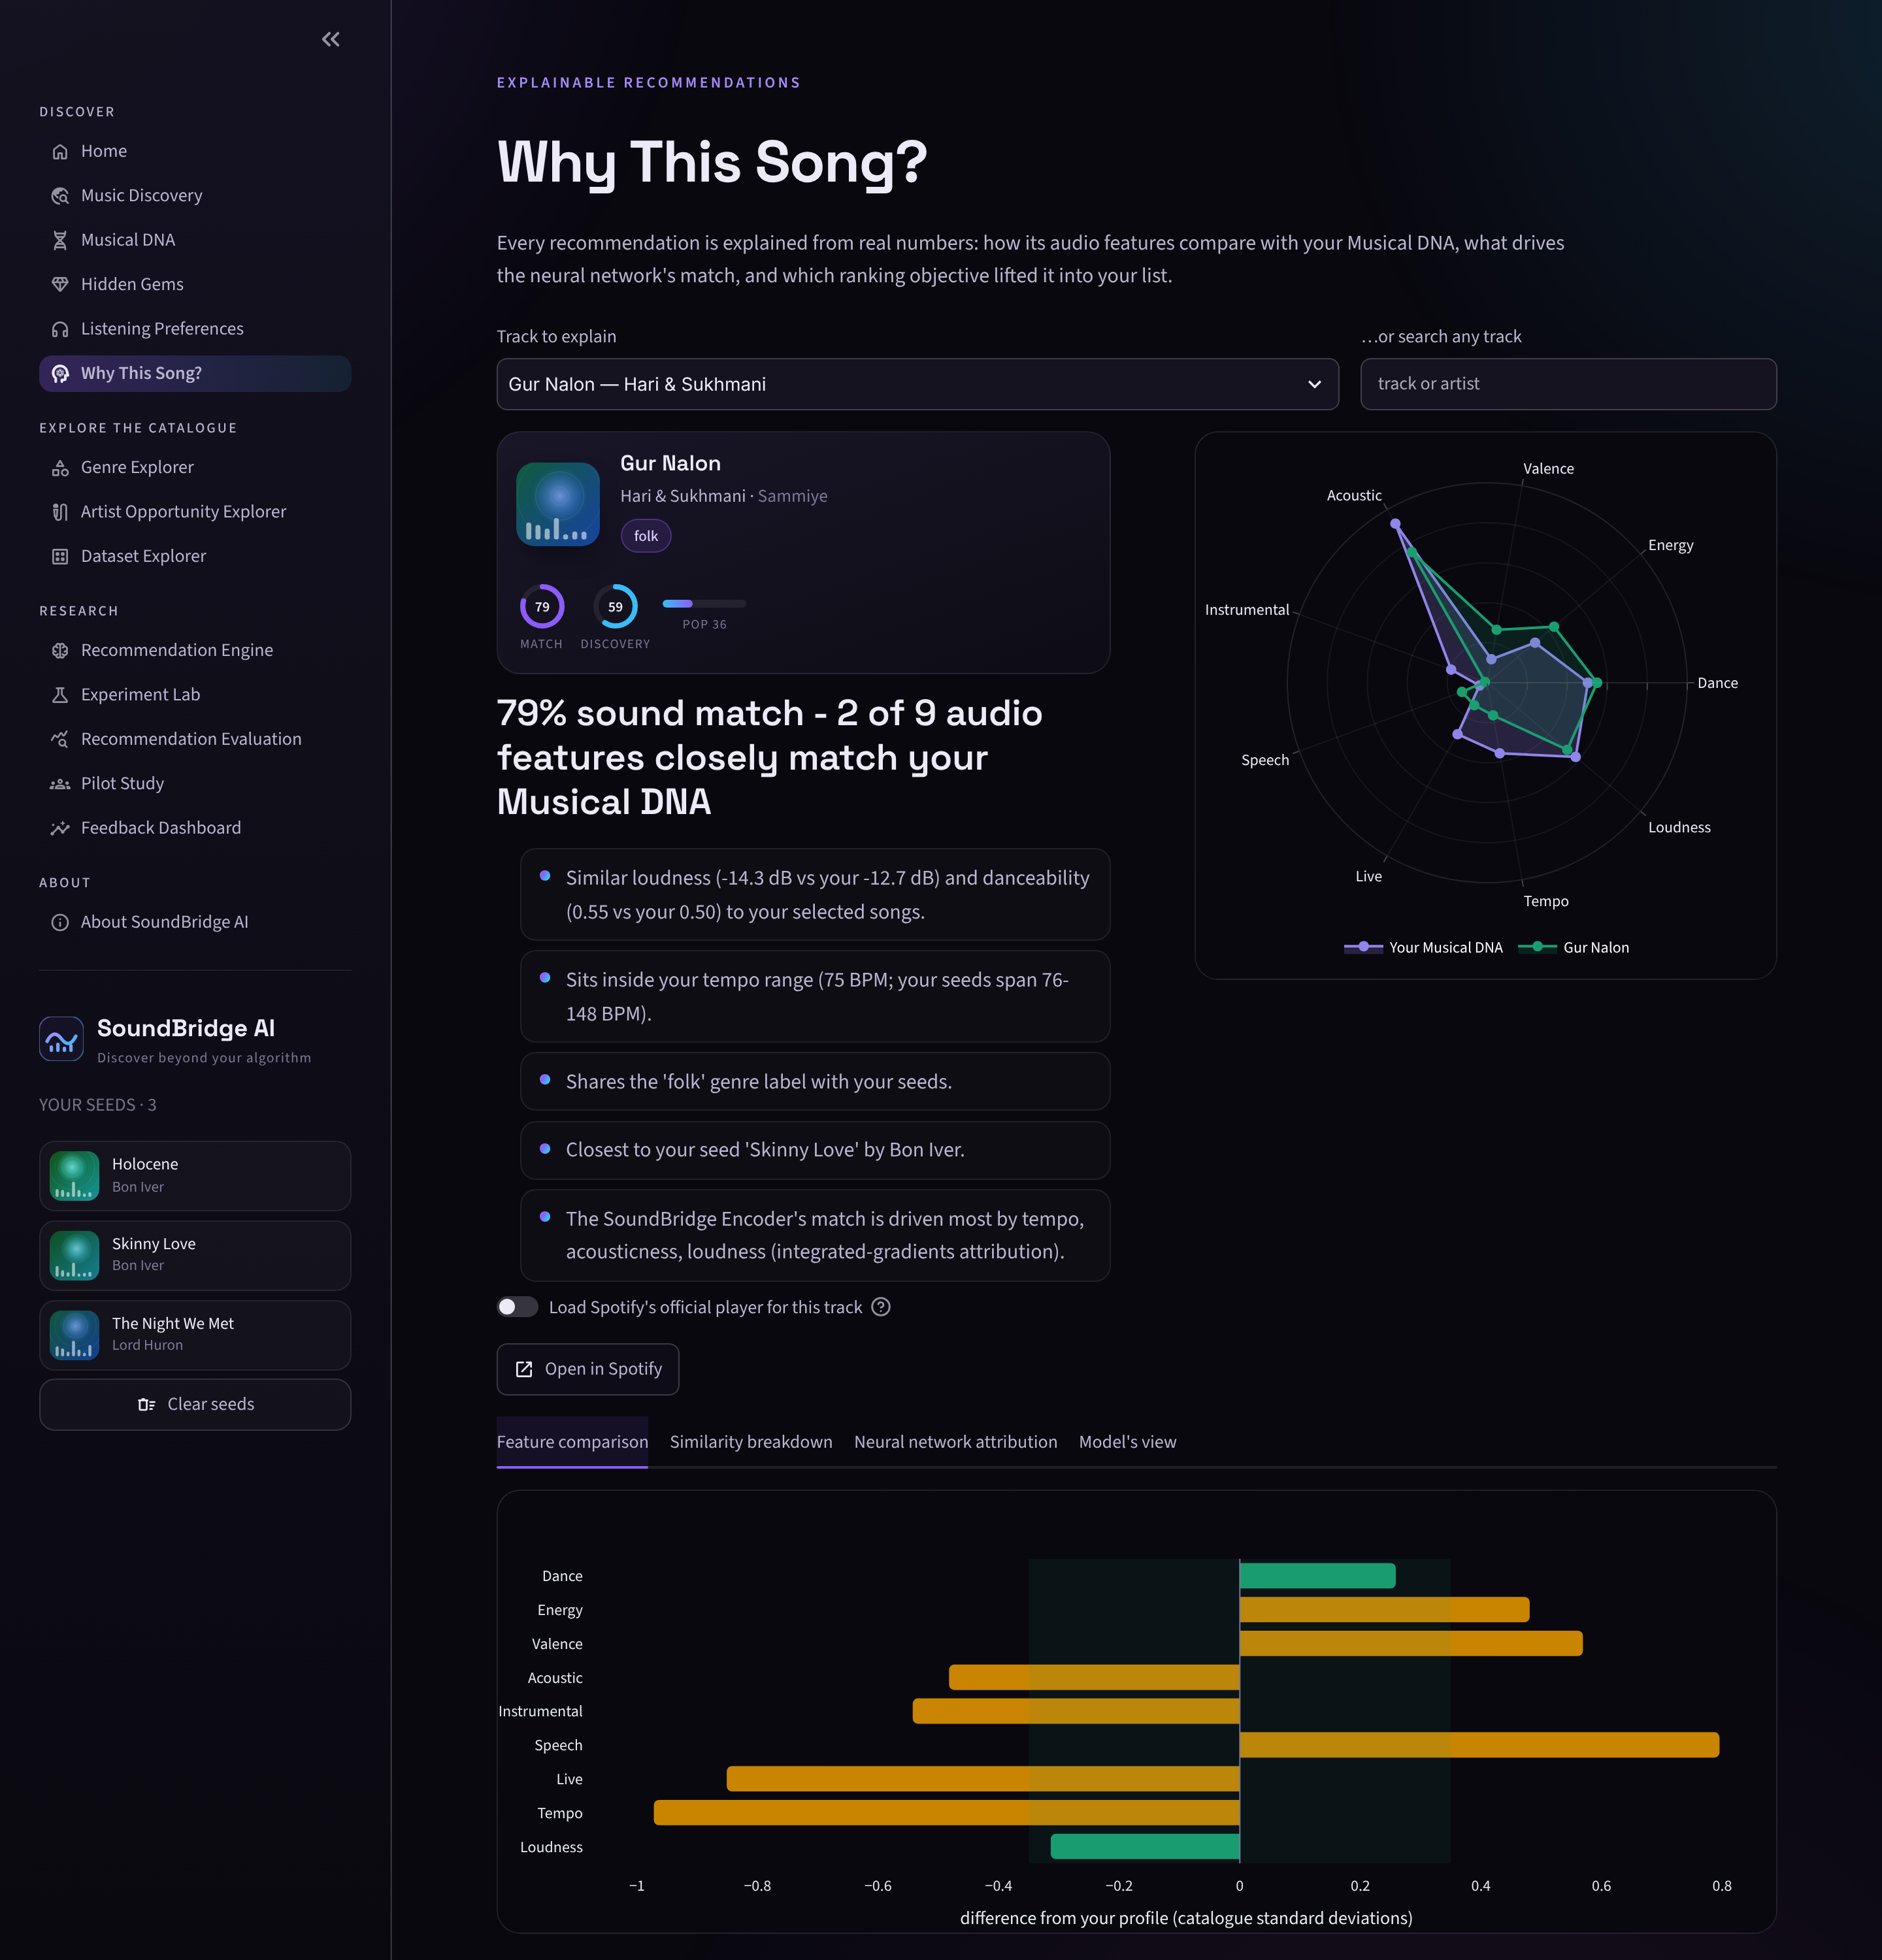 DISCOVER
Home
Music Discovery
Musical DNA
Hidden Gems
Listening Preferences
Why This Song?
EXPLORE THE CATALOGUE
Genre Explorer
Artist Opportunity Explorer
Dataset Explorer
RESEARCH
Recommendation Engine
Experiment Lab
Recommendation Evaluation
Pilot Study
Feedback Dashboard
ABOUT
About SoundBridge AI
SoundBridge AI
Discover beyond your algorithm
YOUR SEEDS · 3
Holocene
Bon Iver
Skinny Love
Bon Iver
The Night We Met
Lord Huron
Clear seeds
EXPLAINABLE RECOMMENDATIONS
Why This Song?
Every recommendation is explained from real numbers: how its audio features compare with your Musical DNA, what drives
the neural network's match, and which ranking objective lifted it into your list.
Track to explain
Gur Nalon — Hari & Sukhmani
…or search any track
track or artist
Gur Nalon
Hari & Sukhmani · Sammiye
folk
79
MATCH
59
DISCOVERY
POP 36
79% sound match - 2 of 9 audio
features closely match your
Musical DNA
Similar loudness (-14.3 dB vs your -12.7 dB) and danceability
(0.55 vs your 0.50) to your selected songs.
Sits inside your tempo range (75 BPM; your seeds span 76-
148 BPM).
Shares the 'folk' genre label with your seeds.
Closest to your seed 'Skinny Love' by Bon Iver.
The SoundBridge Encoder's match is driven most by tempo,
acousticness, loudness (integrated-gradients attribution).
Load Spotify's official player for this track
Open in Spotify
Valence
Acoustic
Energy
Instrumental
Dance
Speech
Loudness
Live
Tempo
Your Musical DNA
Gur Nalon
Feature comparison
Similarity breakdown
Neural network attribution
Model's view
Dance
Energy
Valence
Acoustic
Instrumental
Speech
Live
Tempo
Loudness
−1 −0.8 −0.6 −0.4 −0.2 0 0.2 0.4 0.6 0.8
difference from your profile (catalogue standard deviations)